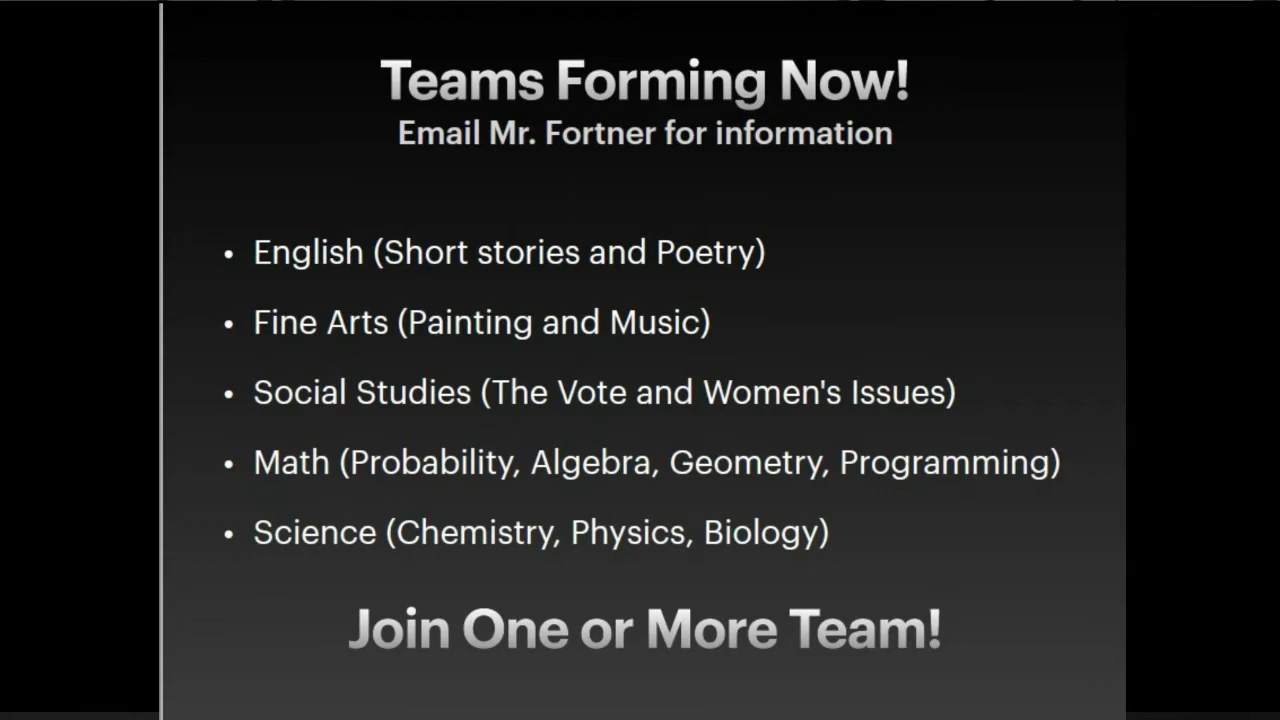 Teams Forming Now!
Email Mr. Fortner for information
• English (Short stories and Poetry)
• Fine Arts (Painting and Music)
• Social Studies (The Vote and Women's Issues)
• Math (Probability, Algebra, Geometry, Programming)
• Science (Chemistry, Physics, Biology)
Join One or More Team!